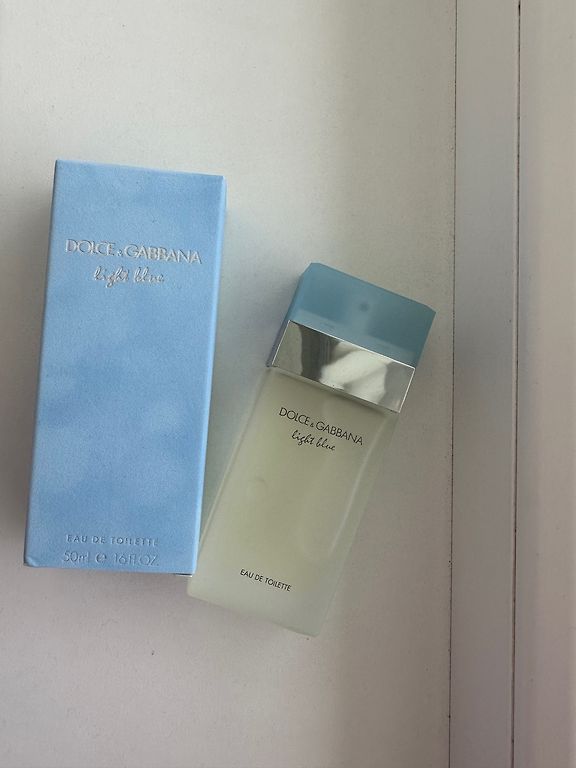 DOLCE & GABBANA
light blue
EAU DE TOILETTE
50ml e 1.6 FL.OZ.
DOLCE & GABBANA
light blue
EAU DE TOILETTE